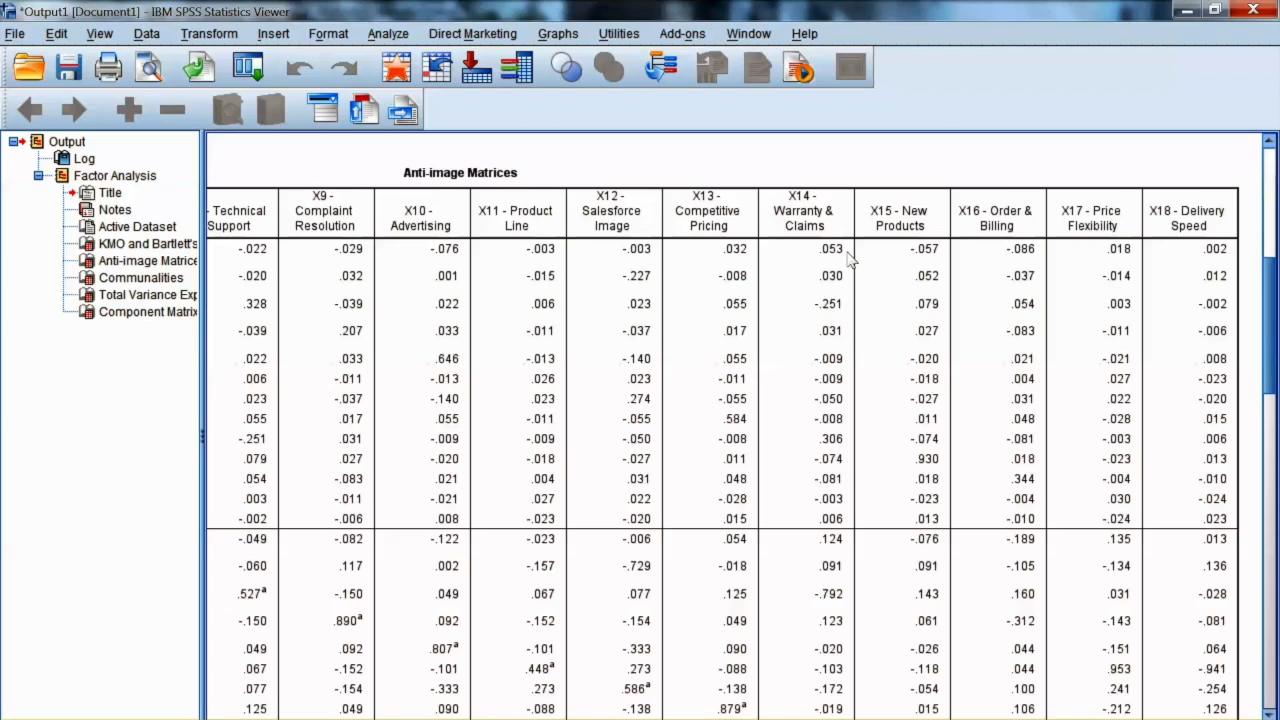 *Output1 [Document1] - IBM SPSS Statistics Viewer
File Edit View Data Transform Insert Format Analyze Direct Marketing Graphs Utilities Add-ons Window Help
Output
Log
Factor Analysis
Title
Notes
Active Dataset
KMO and Bartlett's
Anti-image Matrice
Communalities
Total Variance Exp
Component Matrix
Anti-image Matrices
- Technical Support X9 - Complaint Resolution X10 - Advertising X11 - Product Line X12 - Salesforce Image X13 - Competitive Pricing X14 - Warranty & Claims X15 - New Products X16 - Order & Billing X17 - Price Flexibility X18 - Delivery Speed
-.022 -.029 -.076 -.003 -.003 .032 .053 -.057 -.086 .018 .002
-.020 .032 .001 -.015 -.227 -.008 .030 .052 -.037 -.014 .012
.328 -.039 .022 .006 .023 .055 -.251 .079 .054 .003 -.002
-.039 .207 .033 -.011 -.037 .017 .031 .027 -.083 -.011 -.006
.022 .033 .646 -.013 -.140 .055 -.009 -.020 .021 -.021 .008
.006 -.011 -.013 .026 .023 -.011 -.009 -.018 .004 .027 -.023
.023 -.037 -.140 .023 .274 -.055 -.050 -.027 .031 .022 -.020
.055 .017 .055 -.011 -.055 .584 -.008 .011 .048 -.028 .015
-.251 .031 -.009 -.009 -.050 -.008 .306 -.074 -.081 -.003 .006
.079 .027 -.020 -.018 -.027 .011 -.074 .930 .018 -.023 .013
.054 -.083 .021 .004 .031 .048 -.081 .018 .344 -.004 -.010
.003 -.011 -.021 .027 .022 -.028 -.003 -.023 -.004 .030 -.024
-.002 -.006 .008 -.023 -.020 .015 .006 .013 -.010 -.024 .023
-.049 -.082 -.122 -.023 -.006 .054 .124 -.076 -.189 .135 .013
-.060 .117 .002 -.157 -.729 -.018 .091 .091 -.105 -.134 .136
.527a -.150 .049 .067 .077 .125 -.792 .143 .160 .031 -.028
-.150 .890a .092 -.152 -.154 .049 .123 .061 -.312 -.143 -.081
.049 .092 .807a -.101 -.333 .090 -.020 -.026 .044 -.151 .064
.067 -.152 -.101 .448a .273 -.088 -.103 -.118 .044 .953 -.941
.077 -.154 -.333 .273 .586a -.138 -.172 -.054 .100 .241 -.254
.125 .049 .090 -.088 -.138 .879a -.019 .015 .106 -.212 .126